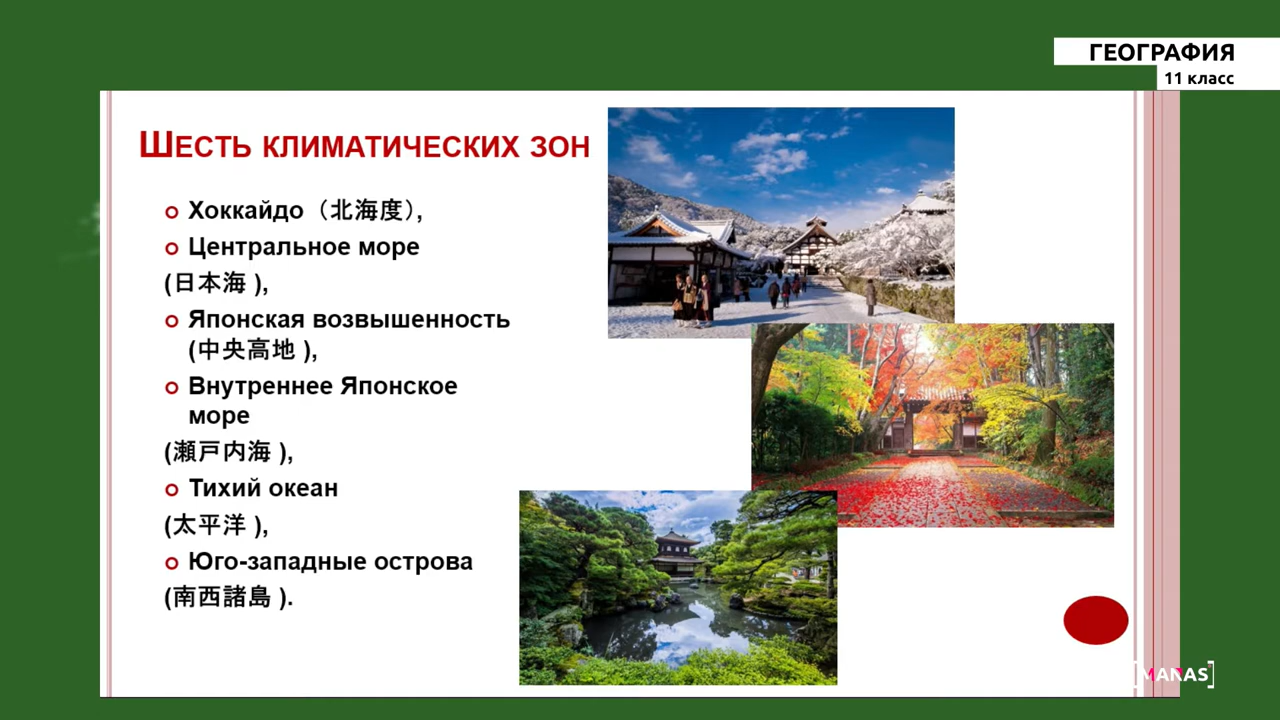 ГЕОГРАФИЯ
11 класс
Шесть климатических зон
Хоккайдо (北海度),
Центральное море
(日本海 ),
Японская возвышенность
(中央高地 ),
Внутреннее Японское
море
(瀬戸内海 ),
Тихий океан
(太平洋 ),
Юго-западные острова
(南西諸島 ).
[MANAS]